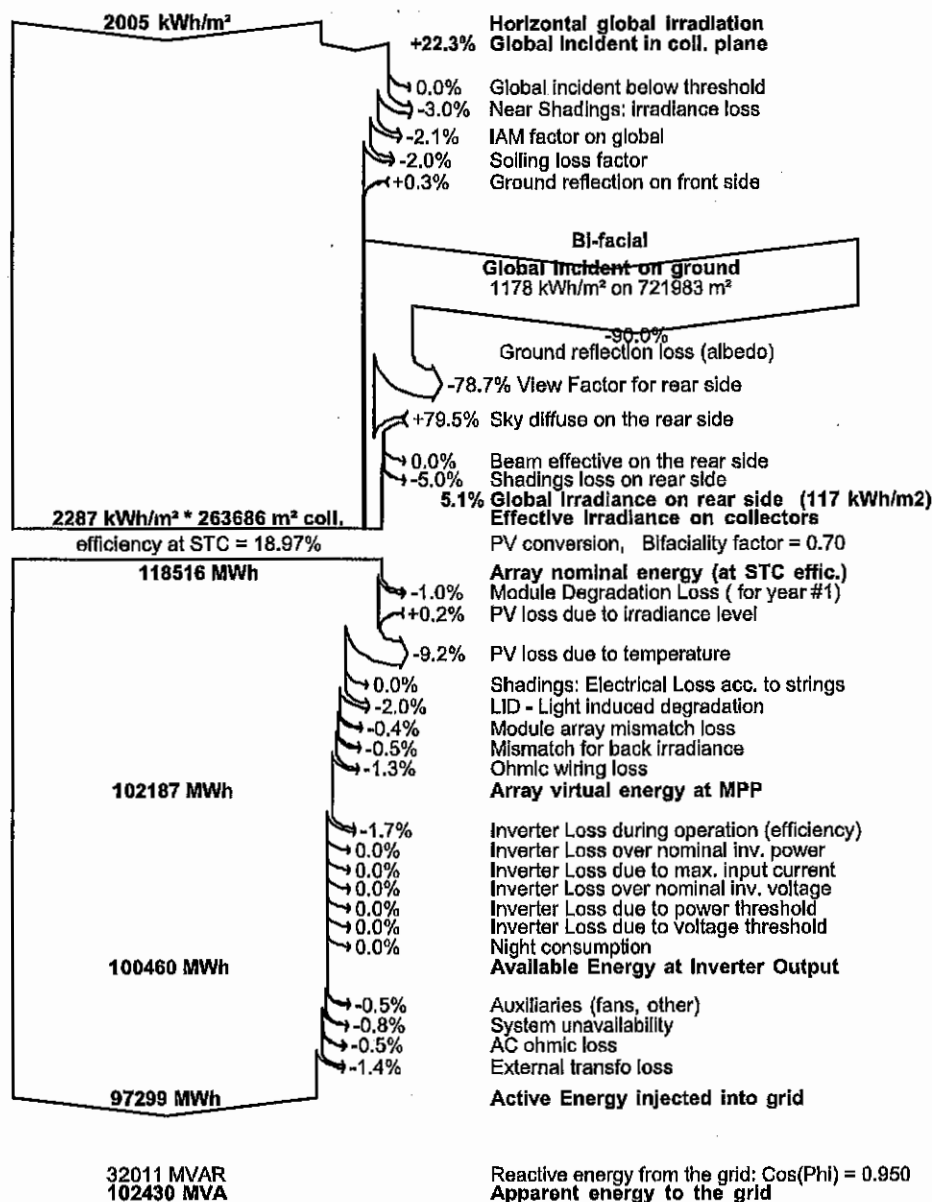 2005 kWh/m² Horizontal global irradiation
+22.3% Global incident in coll. plane
0.0% Global incident below threshold
-3.0% Near Shadings: irradiance loss
-2.1% IAM factor on global
-2.0% Soiling loss factor
+0.3% Ground reflection on front side
Bi-facial
Global incident on ground
1178 kWh/m² on 721983 m²
-90.0%
Ground reflection loss (albedo)
-78.7% View Factor for rear side
+79.5% Sky diffuse on the rear side
0.0% Beam effective on the rear side
-5.0% Shadings loss on rear side
5.1% Global Irradiance on rear side (117 kWh/m2)
2287 kWh/m² * 263686 m² coll. Effective irradiance on collectors
efficiency at STC = 18.97% PV conversion, Bifaciality factor = 0.70
118516 MWh Array nominal energy (at STC effic.)
-1.0% Module Degradation Loss ( for year #1)
+0.2% PV loss due to irradiance level
-9.2% PV loss due to temperature
0.0% Shadings: Electrical Loss acc. to strings
-2.0% LID - Light induced degradation
-0.4% Module array mismatch loss
-0.5% Mismatch for back irradiance
-1.3% Ohmic wiring loss
102187 MWh Array virtual energy at MPP
-1.7% Inverter Loss during operation (efficiency)
0.0% Inverter Loss over nominal inv. power
0.0% Inverter Loss due to max. input current
0.0% Inverter Loss over nominal inv. voltage
0.0% Inverter Loss due to power threshold
0.0% Inverter Loss due to voltage threshold
0.0% Night consumption
100460 MWh Available Energy at Inverter Output
-0.5% Auxiliaries (fans, other)
-0.8% System unavailability
-0.5% AC ohmic loss
-1.4% External transfo loss
97299 MWh Active Energy injected into grid
32011 MVAR Reactive energy from the grid: Cos(Phi) = 0.950
102430 MVA Apparent energy to the grid